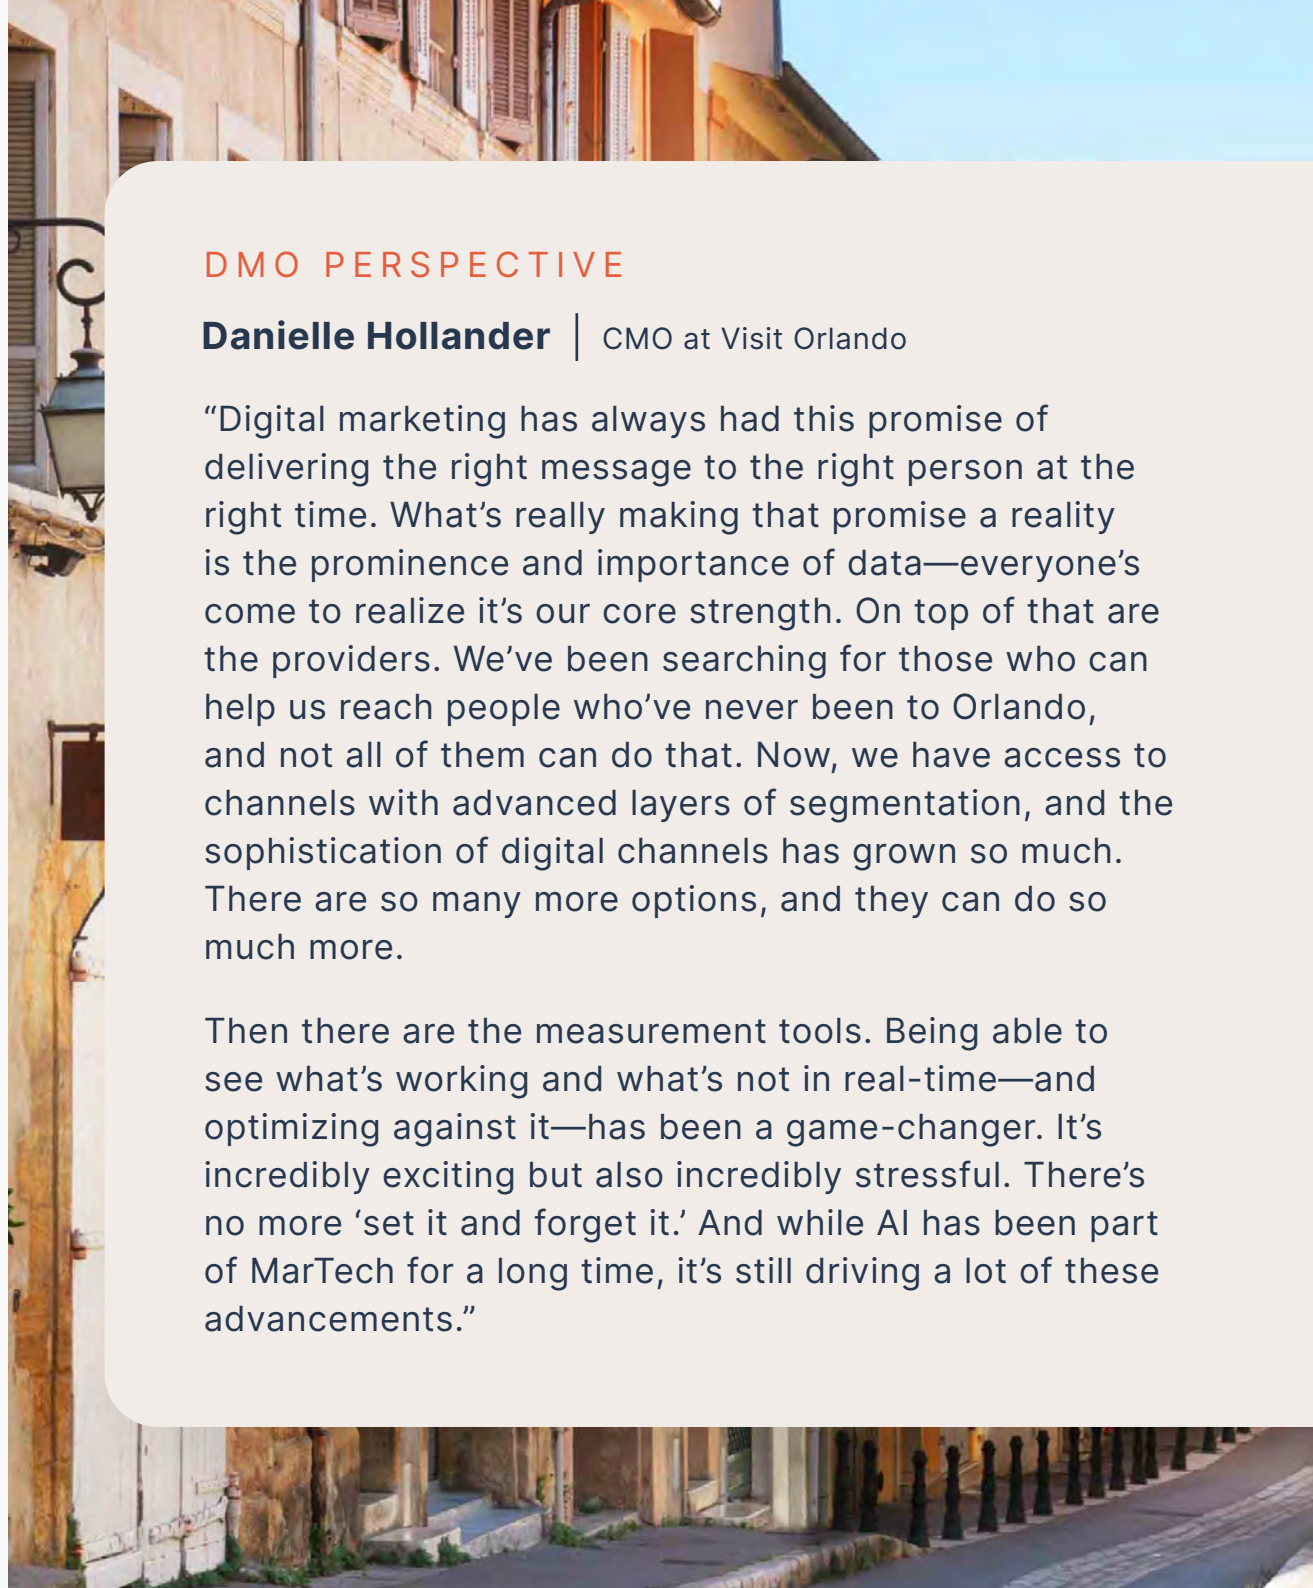 DMO PERSPECTIVE
Danielle Hollander | CMO at Visit Orlando
“Digital marketing has always had this promise of
delivering the right message to the right person at the
right time. What’s really making that promise a reality
is the prominence and importance of data—everyone’s
come to realize it’s our core strength. On top of that are
the providers. We’ve been searching for those who can
help us reach people who’ve never been to Orlando,
and not all of them can do that. Now, we have access to
channels with advanced layers of segmentation, and the
sophistication of digital channels has grown so much.
There are so many more options, and they can do so
much more.
Then there are the measurement tools. Being able to
see what’s working and what’s not in real-time—and
optimizing against it—has been a game-changer. It’s
incredibly exciting but also incredibly stressful. There’s
no more ‘set it and forget it.’ And while AI has been part
of MarTech for a long time, it’s still driving a lot of these
advancements.”